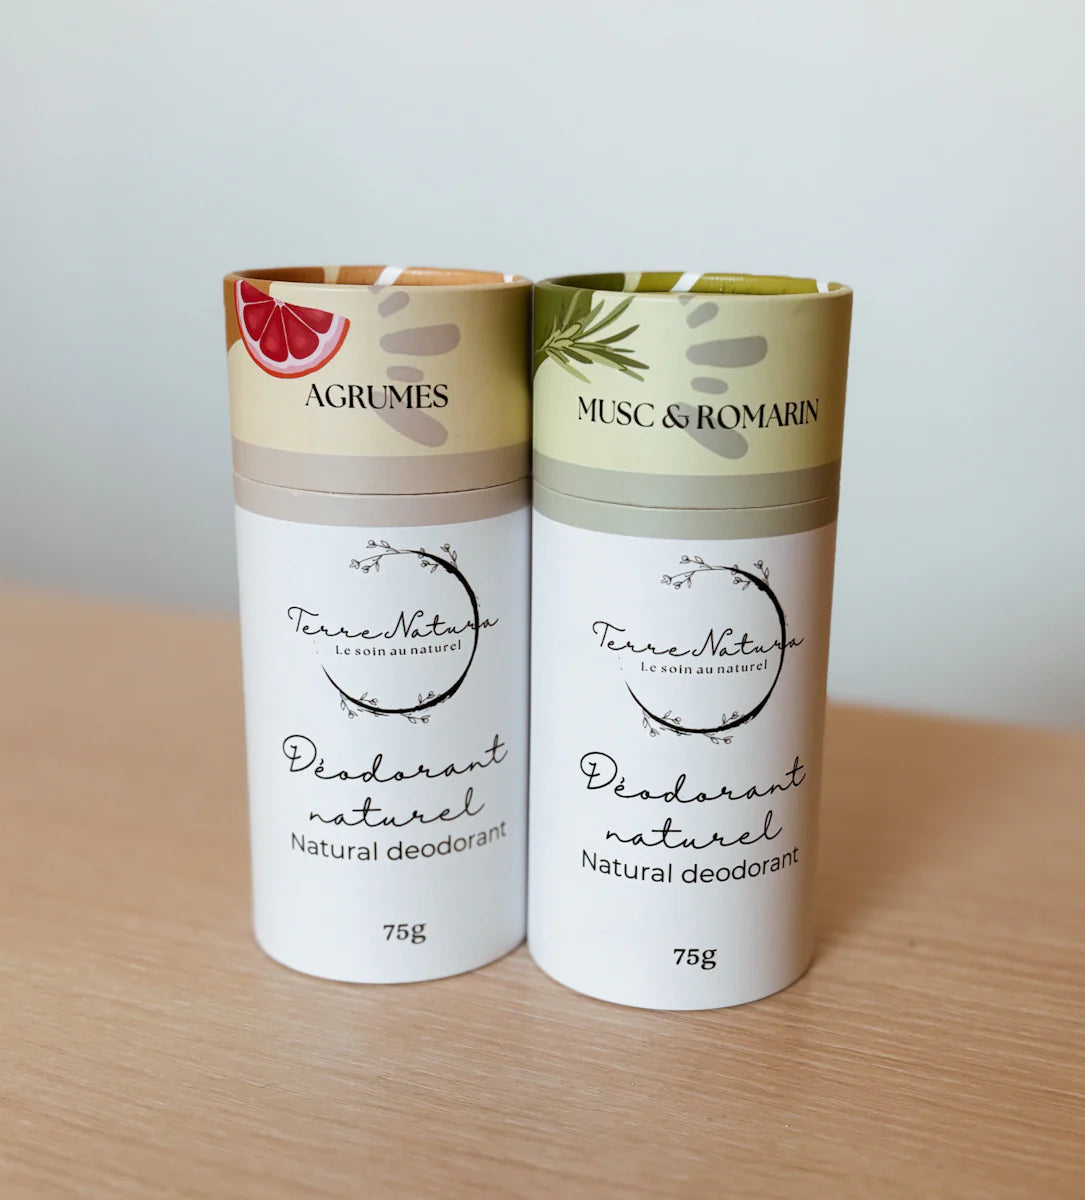 AGRUMES
Terre Natura
Le soin au naturel
Déodorant
naturel
Natural deodorant
75g
MUSC & ROMARIN
Terre Natura
Le soin au naturel
Déodorant
naturel
Natural deodorant
75g